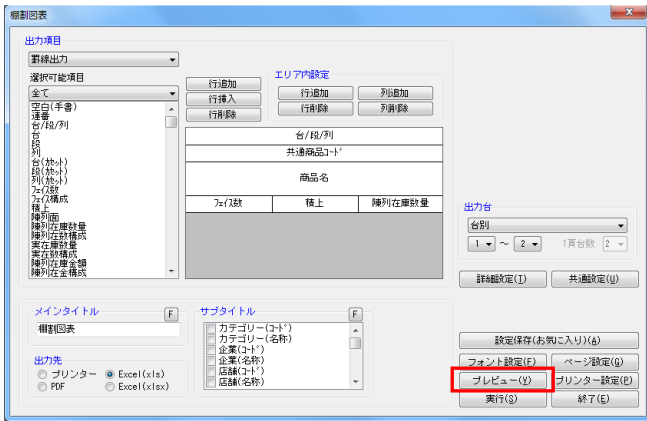 棚割図表
出力項目
罫線出力
選択可能項目
全て
空白(手書)
連番
台/段/列
台
段
列
台(ｶｾｯﾄ)
段(ｶｾｯﾄ)
列(ｶｾｯﾄ)
ﾌｪｲｽ数
ﾌｪｲｽ構成
積上
陳列面
陳列在庫数量
陳列在数構成
実在庫数量
実在数構成
陳列在庫金額
陳列在金構成
行追加
行挿入
行削除
エリア内設定
行追加
列追加
行削除
列削除
台/段/列
共通商品ｺｰﾄﾞ
商品名
ﾌｪｲｽ数 積上 陳列在庫数量
出力台
台別
1 ～ 2 1頁台数 2
詳細設定(I) 共通設定(U)
メインタイトル F
棚割図表
サブタイトル F
カテゴリー(ｺｰﾄﾞ)
カテゴリー(名称)
企業(ｺｰﾄﾞ)
企業(名称)
店舗(ｺｰﾄﾞ)
店舗(名称)
出力先
プリンター Excel(xls)
PDF Excel(xlsx)
設定保存(お気に入り)(A)
フォント設定(F) ページ設定(G)
プレビュー(Y) プリンター設定(P)
実行(S) 終了(E)